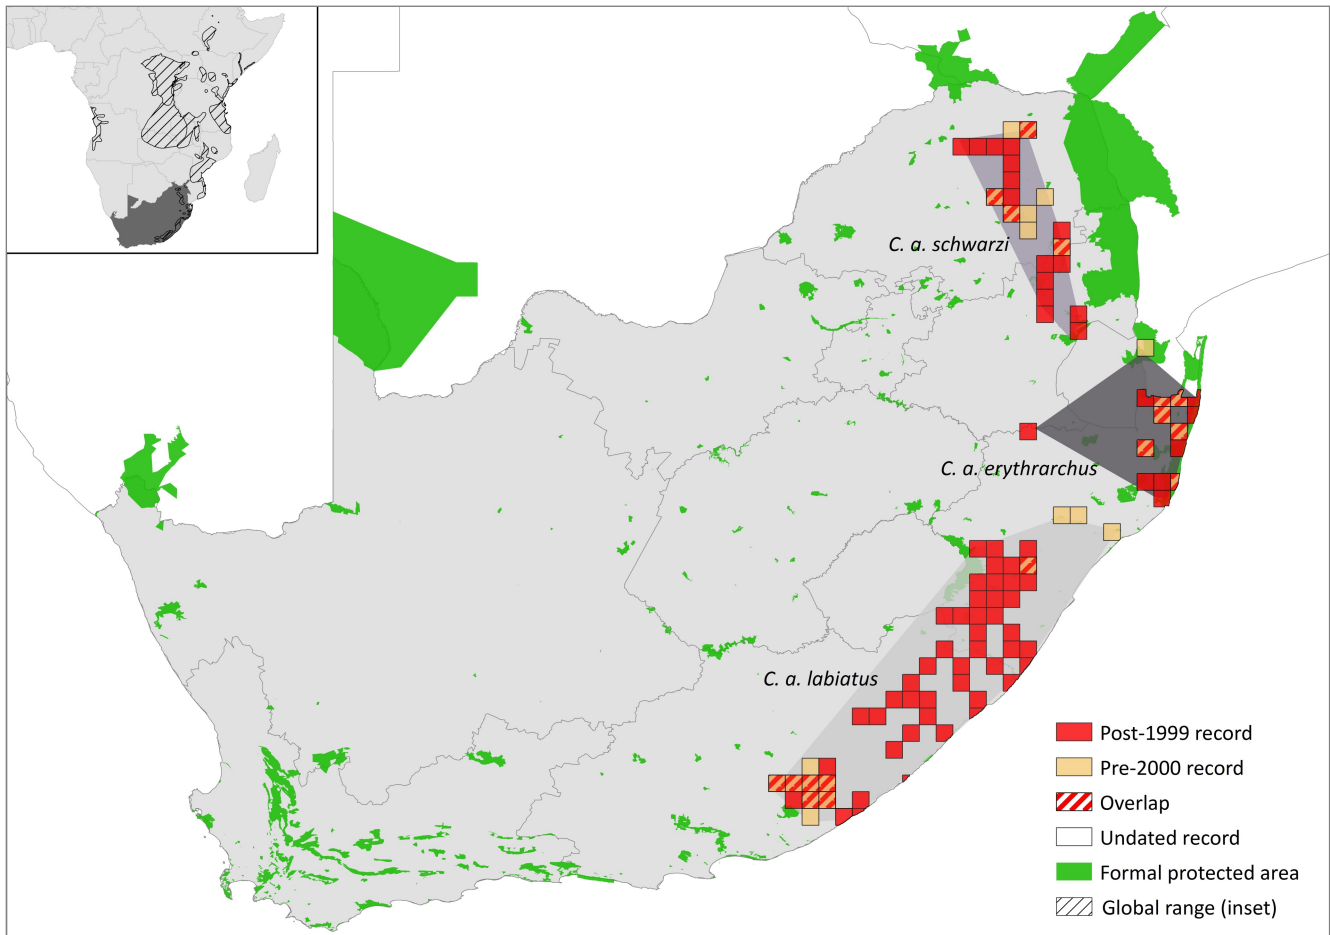 C. a. schwarzi
C. a. erythrarchus
C. a. labiatus
Post-1999 record
Pre-2000 record
Overlap
Undated record
Formal protected area
Global range (inset)